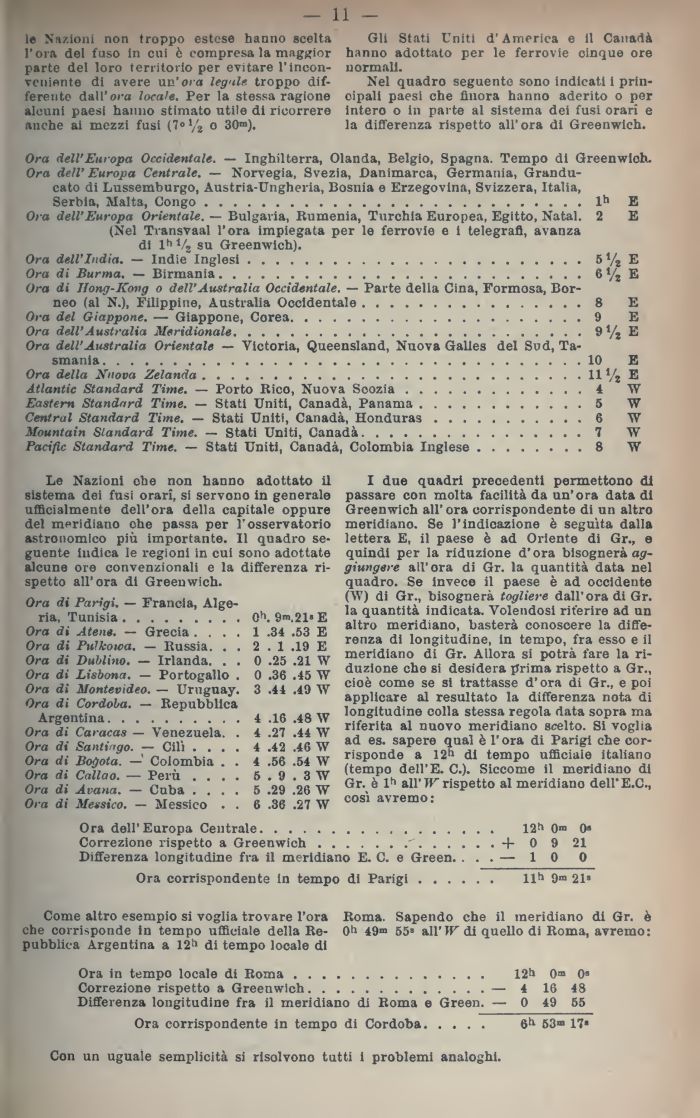 — 11 —
le Nazioni non troppo estese hanno scelta
l'ora del fuso in cui è compresa la maggior
parte del loro territorio per evitare l'incon-
veniente di avere un'ora legale troppo dif-
ferente dall'ora locale. Per la stessa ragione
alcuni paesi hanno stimato utile di ricorrere
anche ai mezzi fusi (7° 1/2 o 30m).
Gli Stati Uniti d'America e il Canadà
hanno adottato per le ferrovie cinque ore
normali.
Nel quadro seguente sono indicati i prin-
cipali paesi che finora hanno aderito o per
intero o in parte al sistema dei fusi orari e
la differenza rispetto all'ora di Greenwich.
Ora dell'Europa Occidentale. — Inghilterra, Olanda, Belgio, Spagna. Tempo di Greenwich.
Ora dell'Europa Centrale. — Norvegia, Svezia, Danimarca, Germania, Grandu-
cato di Lussemburgo, Austria-Ungheria, Bosnia e Erzegovina, Svizzera, Italia,
Serbia, Malta, Congo . . . . . . . . . . 1h E
Ora dell'Europa Orientale. — Bulgaria, Rumenia, Turchia Europea, Egitto, Natal. 2 E
(Nel Transvaal l'ora impiegata per le ferrovie e i telegrafi, avanza
di 1h 1/2 su Greenwich).
Ora dell'India. — Indie Inglesi . . . . . . . . . . 5 1/2 E
Ora di Burma. — Birmania . . . . . . . . . . 6 1/2 E
Ora di Hong-Kong o dell'Australia Occidentale. — Parte della Cina, Formosa, Bor-
neo (al N.), Filippine, Australia Occidentale . . . . . . . . . . 8 E
Ora del Giappone. — Giappone, Corea. . . . . . . . . . 9 E
Ora dell'Australia Meridionale. . . . . . . . . . 9 1/2 E
Ora dell'Australia Orientale — Victoria, Queensland, Nuova Galles del Sud, Ta-
smania. . . . . . . . . . 10 E
Ora della Nuova Zelanda . . . . . . . . . . 11 1/2 E
Atlantic Standard Time. — Porto Rico, Nuova Scozia . . . . . . . . . . 4 W
Eastern Standard Time. — Stati Uniti, Canadà, Panama . . . . . . . . . . 5 W
Central Standard Time. — Stati Uniti, Canadà, Honduras . . . . . . . . . . 6 W
Mountain Standard Time. — Stati Uniti, Canadà. . . . . . . . . . 7 W
Pacific Standard Time. — Stati Uniti, Canadà, Colombia Inglese . . . . . . . . 8 W
Le Nazioni che non hanno adottato il
sistema dei fusi orari, si servono in generale
ufficialmente dell'ora della capitale oppure
del meridiano che passa per l'osservatorio
astronomico più importante. Il quadro se-
guente indica le regioni in cui sono adottate
alcune ore convenzionali e la differenza ri-
spetto all'ora di Greenwich.
Ora di Parigi. — Francia, Alge-
ria, Tunisia . . . . . . . . . 0h. 9m.21s E
Ora di Atene. — Grecia . . . . 1 .34 .53 E
Ora di Pulkowa. — Russia. . . 2 . 1 .19 E
Ora di Dublino. — Irlanda. . . 0 .25 .21 W
Ora di Lisbona. — Portogallo . 0 .36 .45 W
Ora di Montevideo. — Uruguay. 3 .44 .49 W
Ora di Cordoba. — Repubblica
Argentina. . . . . . . . . . 4 .16 .48 W
Ora di Caracas — Venezuela. . 4 .27 .44 W
Ora di Santiago. — Cilì . . . . 4 .42 .46 W
Ora di Bogota. — Colombia . . 4 .56 .54 W
Ora di Callao. — Perù . . . . 5 . 9 . 3 W
Ora di Avana. — Cuba . . . . 5 .29 .26 W
Ora di Messico. — Messico . . 6 .36 .27 W
I due quadri precedenti permettono di
passare con molta facilità da un'ora data di
Greenwich all'ora corrispondente di un altro
meridiano. Se l'indicazione è seguìta dalla
lettera E, il paese è ad Oriente di Gr., e
quindi per la riduzione d'ora bisognerà ag-
giungere all'ora di Gr. la quantità data nel
quadro. Se invece il paese è ad occidente
(W) di Gr., bisognerà togliere dall'ora di Gr.
la quantità indicata. Volendosi riferire ad un
altro meridiano, basterà conoscere la diffe-
renza di longitudine, in tempo, fra esso e il
meridiano di Gr. Allora si potrà fare la ri-
duzione che si desidera prima rispetto a Gr.,
cioè come se si trattasse d'ora di Gr., e poi
applicare al resultato la differenza nota di
longitudine colla stessa regola data sopra ma
riferita al nuovo meridiano scelto. Si voglia
ad es. sapere qual è l'ora di Parigi che cor-
risponde a 12h di tempo ufficiale italiano
(tempo dell'E. C.). Siccome il meridiano di
Gr. è 1h all'W rispetto al meridiano dell'E.C.,
così avremo:
Ora dell'Europa Centrale. . . . . . . . . . 12h 0m 0s
Correzione rispetto a Greenwich . . . . . . . . . . + 0 9 21
Differenza longitudine fra il meridiano E. C. e Green. . . . — 1 0 0
Ora corrispondente in tempo di Parigi . . . . . . 11h 9m 21s
Come altro esempio si voglia trovare l'ora
che corrisponde in tempo ufficiale della Re-
pubblica Argentina a 12h di tempo locale di
Roma. Sapendo che il meridiano di Gr. è
0h 49m 55s all'W di quello di Roma, avremo:
Ora in tempo locale di Roma . . . . . . . . . . 12h 0m 0s
Correzione rispetto a Greenwich. . . . . . . . . . — 4 16 48
Differenza longitudine fra il meridiano di Roma e Green. — 0 49 55
Ora corrispondente in tempo di Cordoba. . . . . 6h 53m 17s
Con un uguale semplicità si risolvono tutti i problemi analoghi.